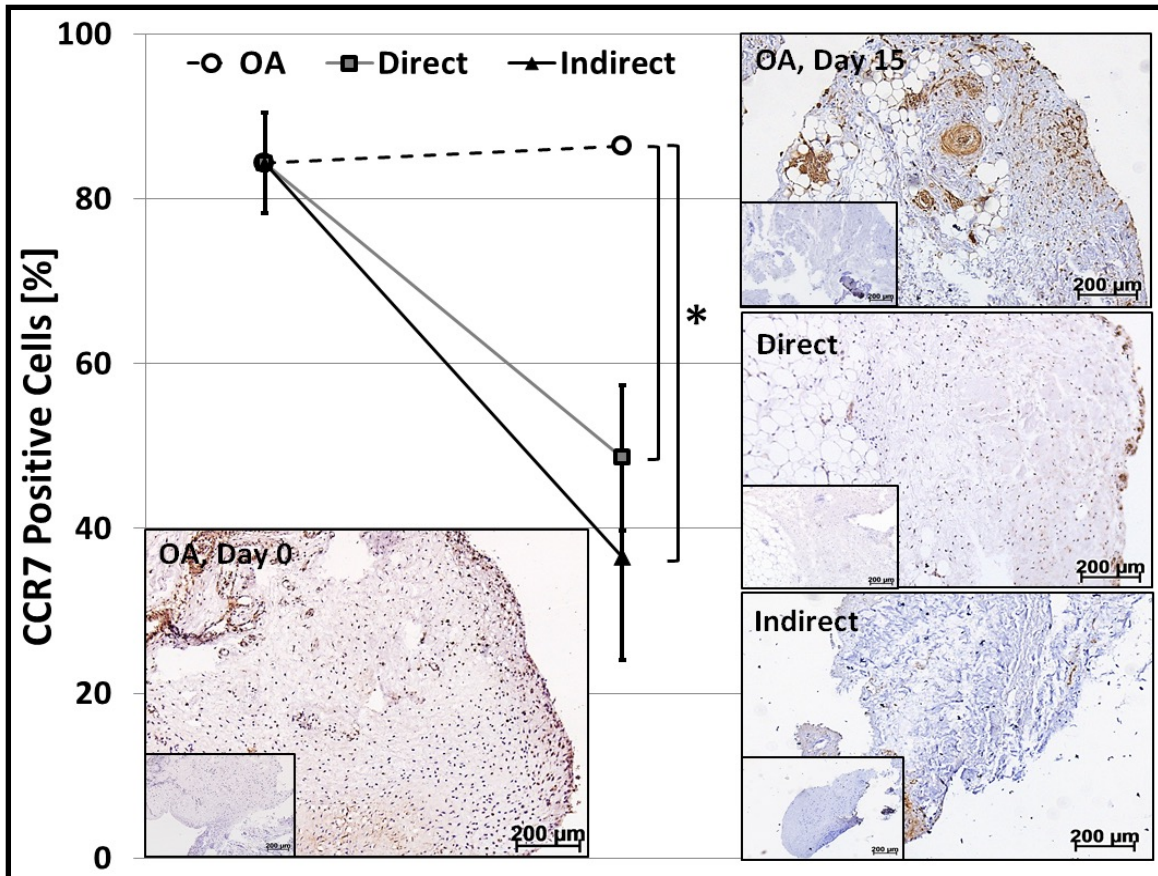 CCR7 Positive Cells [%]
100
80
60
40
20
0
OA
Direct
Indirect
*
OA, Day 0
200 µm
200 µm
OA, Day 15
200 µm
200 µm
Direct
200 µm
200 µm
Indirect
200 µm
200 µm